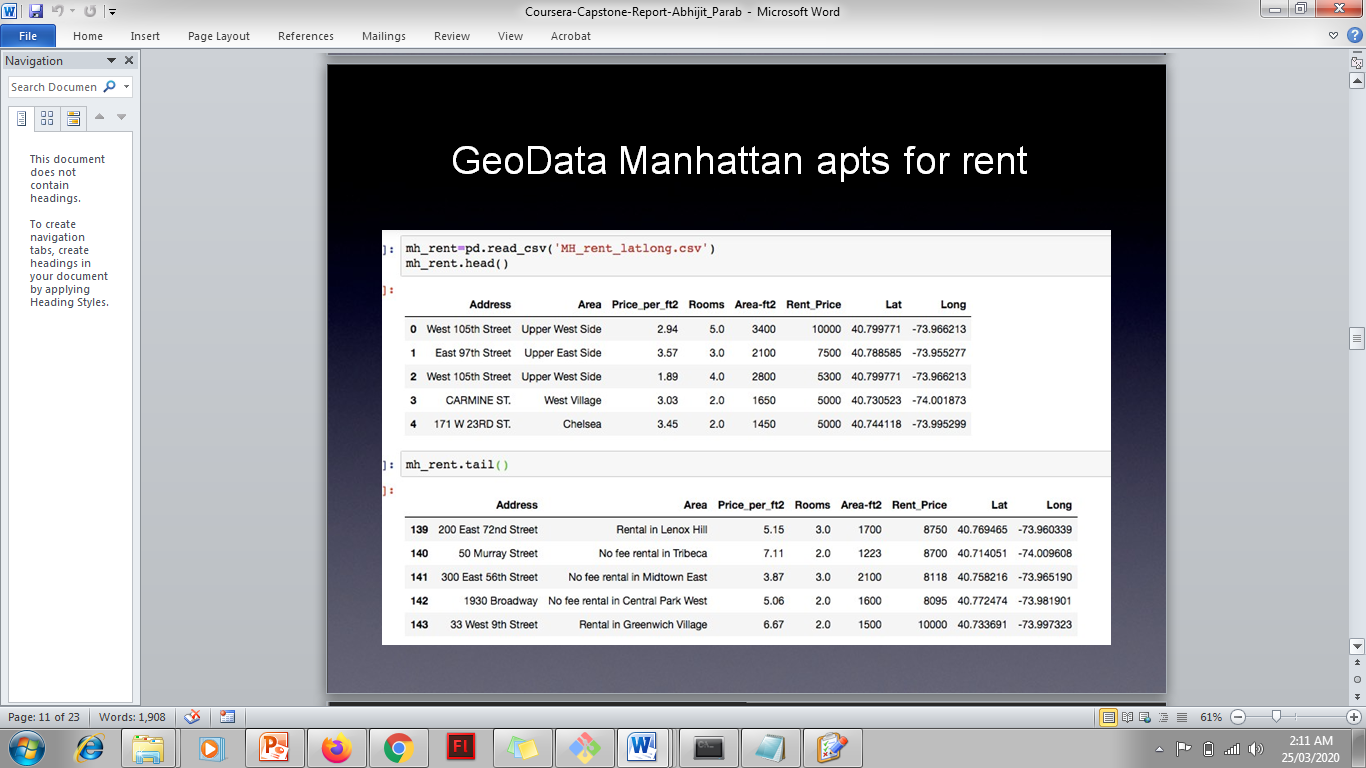 Coursera-Capstone-Report-Abhijit_Parab - Microsoft Word
File Home Insert Page Layout References Mailings Review View Acrobat
Navigation
Search Documen
This document
does not
contain
headings.
To create
navigation
tabs, create
headings in
your document
by applying
Heading Styles.
GeoData Manhattan apts for rent
]: mh_rent=pd.read_csv('MH_rent_latlong.csv')
mh_rent.head()
]:
Address Area Price_per_ft2 Rooms Area-ft2 Rent_Price Lat Long
0 West 105th Street Upper West Side 2.94 5.0 3400 10000 40.799771 -73.966213
1 East 97th Street Upper East Side 3.57 3.0 2100 7500 40.788585 -73.955277
2 West 105th Street Upper West Side 1.89 4.0 2800 5300 40.799771 -73.966213
3 CARMINE ST. West Village 3.03 2.0 1650 5000 40.730523 -74.001873
4 171 W 23RD ST. Chelsea 3.45 2.0 1450 5000 40.744118 -73.995299
]: mh_rent.tail()
]:
Address Area Price_per_ft2 Rooms Area-ft2 Rent_Price Lat Long
139 200 East 72nd Street Rental in Lenox Hill 5.15 3.0 1700 8750 40.769465 -73.960339
140 50 Murray Street No fee rental in Tribeca 7.11 2.0 1223 8700 40.714051 -74.009608
141 300 East 56th Street No fee rental in Midtown East 3.87 3.0 2100 8118 40.758216 -73.965190
142 1930 Broadway No fee rental in Central Park West 5.06 2.0 1600 8095 40.772474 -73.981901
143 33 West 9th Street Rental in Greenwich Village 6.67 2.0 1500 10000 40.733691 -73.997323
Page: 11 of 23 Words: 1,908 61%
2:11 AM
25/03/2020